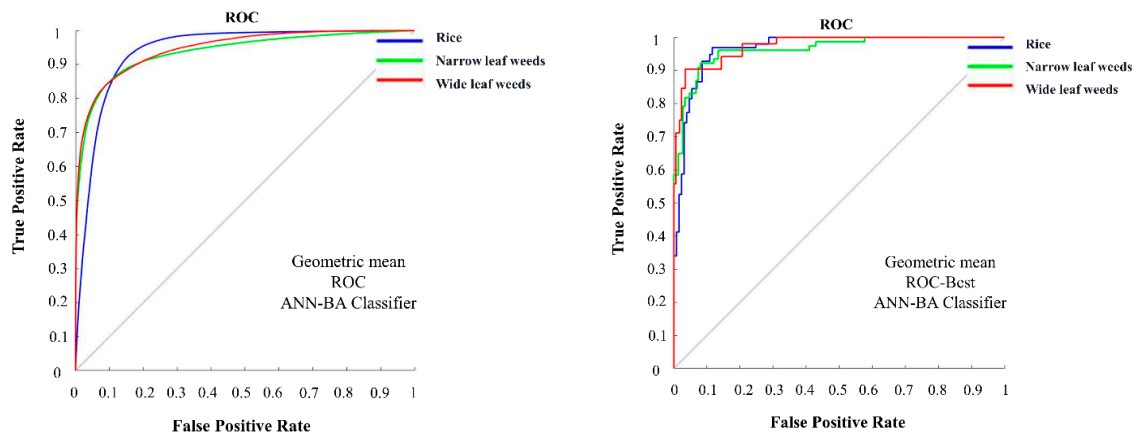 ROC
Rice
Narrow leaf weeds
Wide leaf weeds
1
0.9
0.8
0.7
0.6
0.5
0.4
0.3
0.2
0.1
0
True Positive Rate
Geometric mean
ROC
ANN-BA Classifier
0 0.1 0.2 0.3 0.4 0.5 0.6 0.7 0.8 0.9 1
False Positive Rate
ROC
Rice
Narrow leaf weeds
Wide leaf weeds
1
0.9
0.8
0.7
0.6
0.5
0.4
0.3
0.2
0.1
0
True Positive Rate
Geometric mean
ROC-Best
ANN-BA Classifier
0 0.1 0.2 0.3 0.4 0.5 0.6 0.7 0.8 0.9 1
False Positive Rate